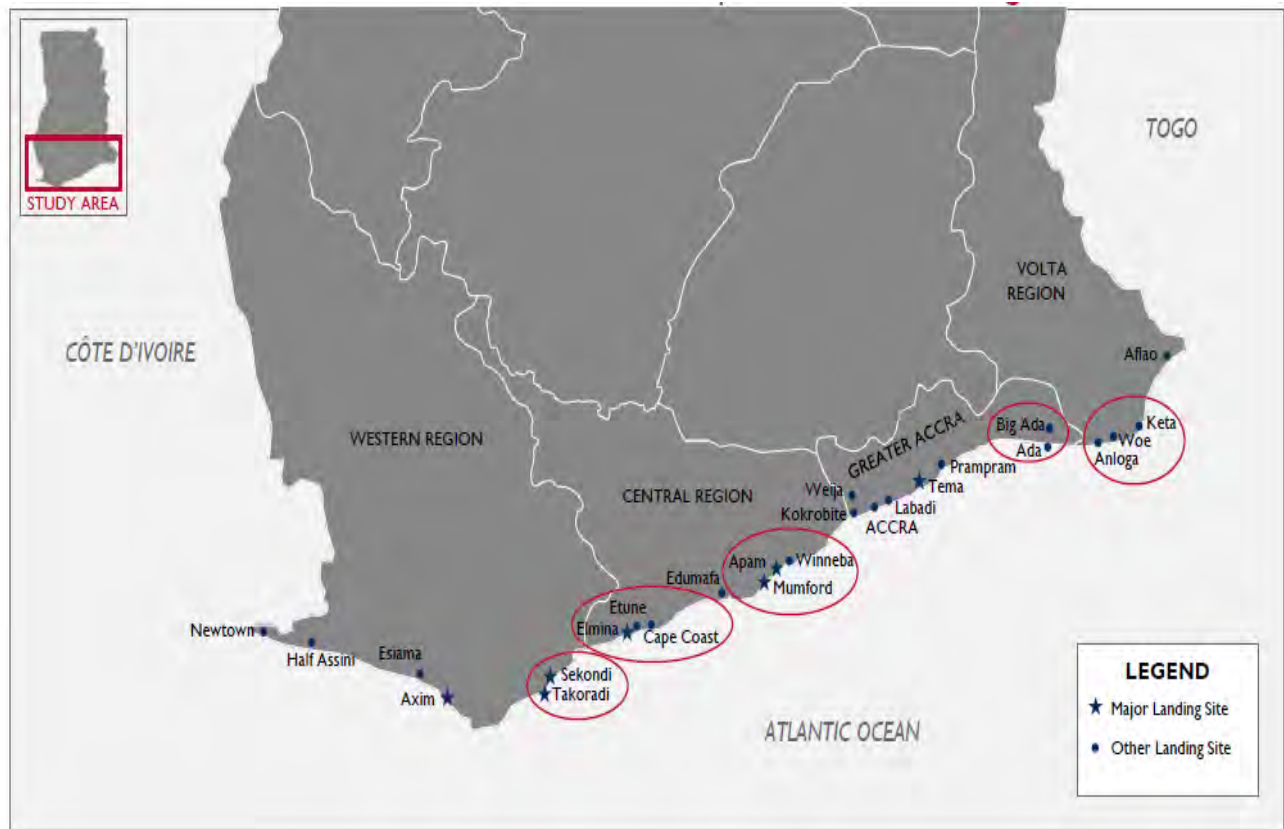 STUDY AREA
TOGO
CÔTE D'IVOIRE
VOLTA
REGION
Aflao
WESTERN REGION
GREATER ACCRA
Big Ada
Keta
Woe
Ada
Anloga
Prampram
CENTRAL REGION
Weija
Tema
Labadi
Kokrobite
ACCRA
Apam
Winneba
Edumafa
Mumford
Etune
Newtown
Elmina
Cape Coast
Half Assini
Esiama
Sekondi
Axim
Takoradi
ATLANTIC OCEAN
LEGEND
Major Landing Site
Other Landing Site